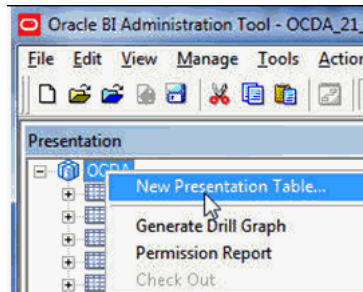 Oracle BI Administration Tool - OCDA_21_
File Edit View Manage Tools Action
Presentation
OCDA
New Presentation Table...
Generate Drill Graph
Permission Report
Check Out